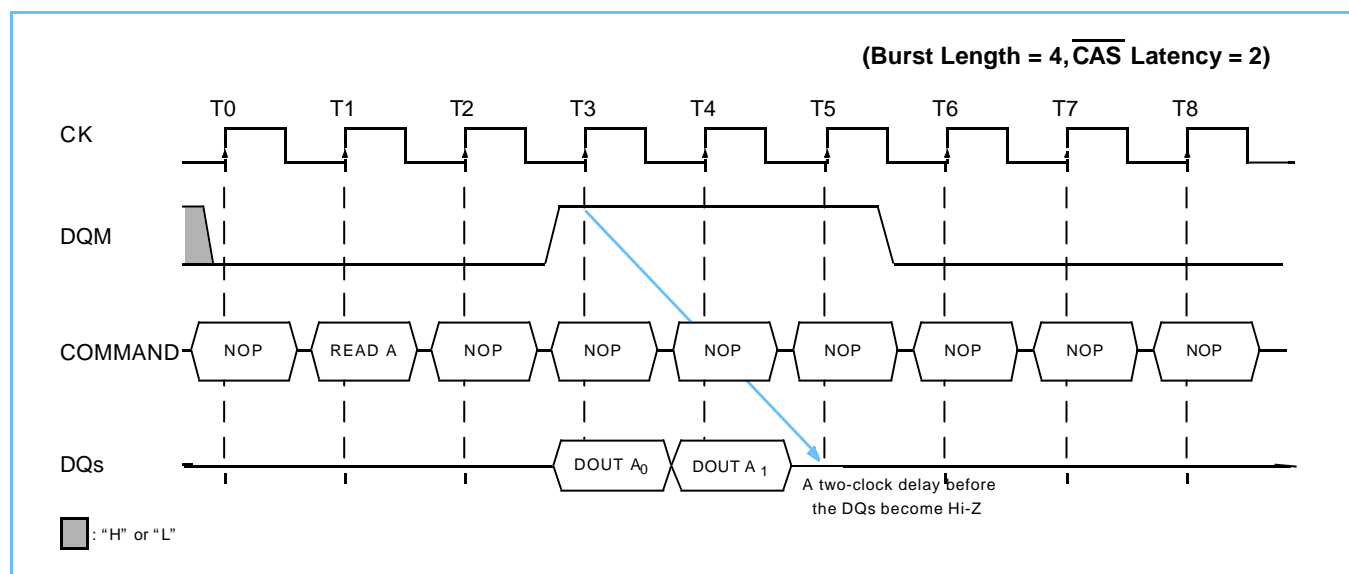 (Burst Length = 4, CAS Latency = 2)
T0 T1 T2 T3 T4 T5 T6 T7 T8
CK
DQM
COMMAND NOP READ A NOP NOP NOP NOP NOP NOP NOP
DQs DOUT A0 DOUT A 1
A two-clock delay before
the DQs become Hi-Z
: “H” or “L”